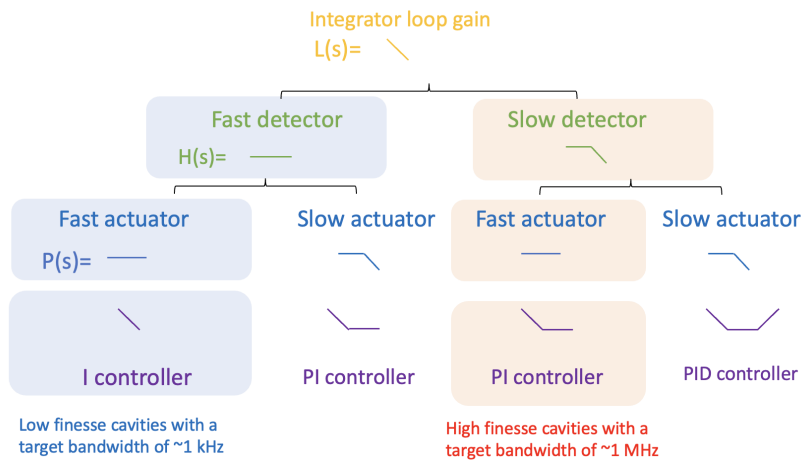 Integrator loop gain
L(s)=
Fast detector
Slow detector
H(s)=
Fast actuator
Slow actuator
Fast actuator
Slow actuator
P(s)=
I controller
PI controller
PI controller
PID controller
Low finesse cavities with a
target bandwidth of ~1 kHz
High finesse cavities with a
target bandwidth of ~1 MHz